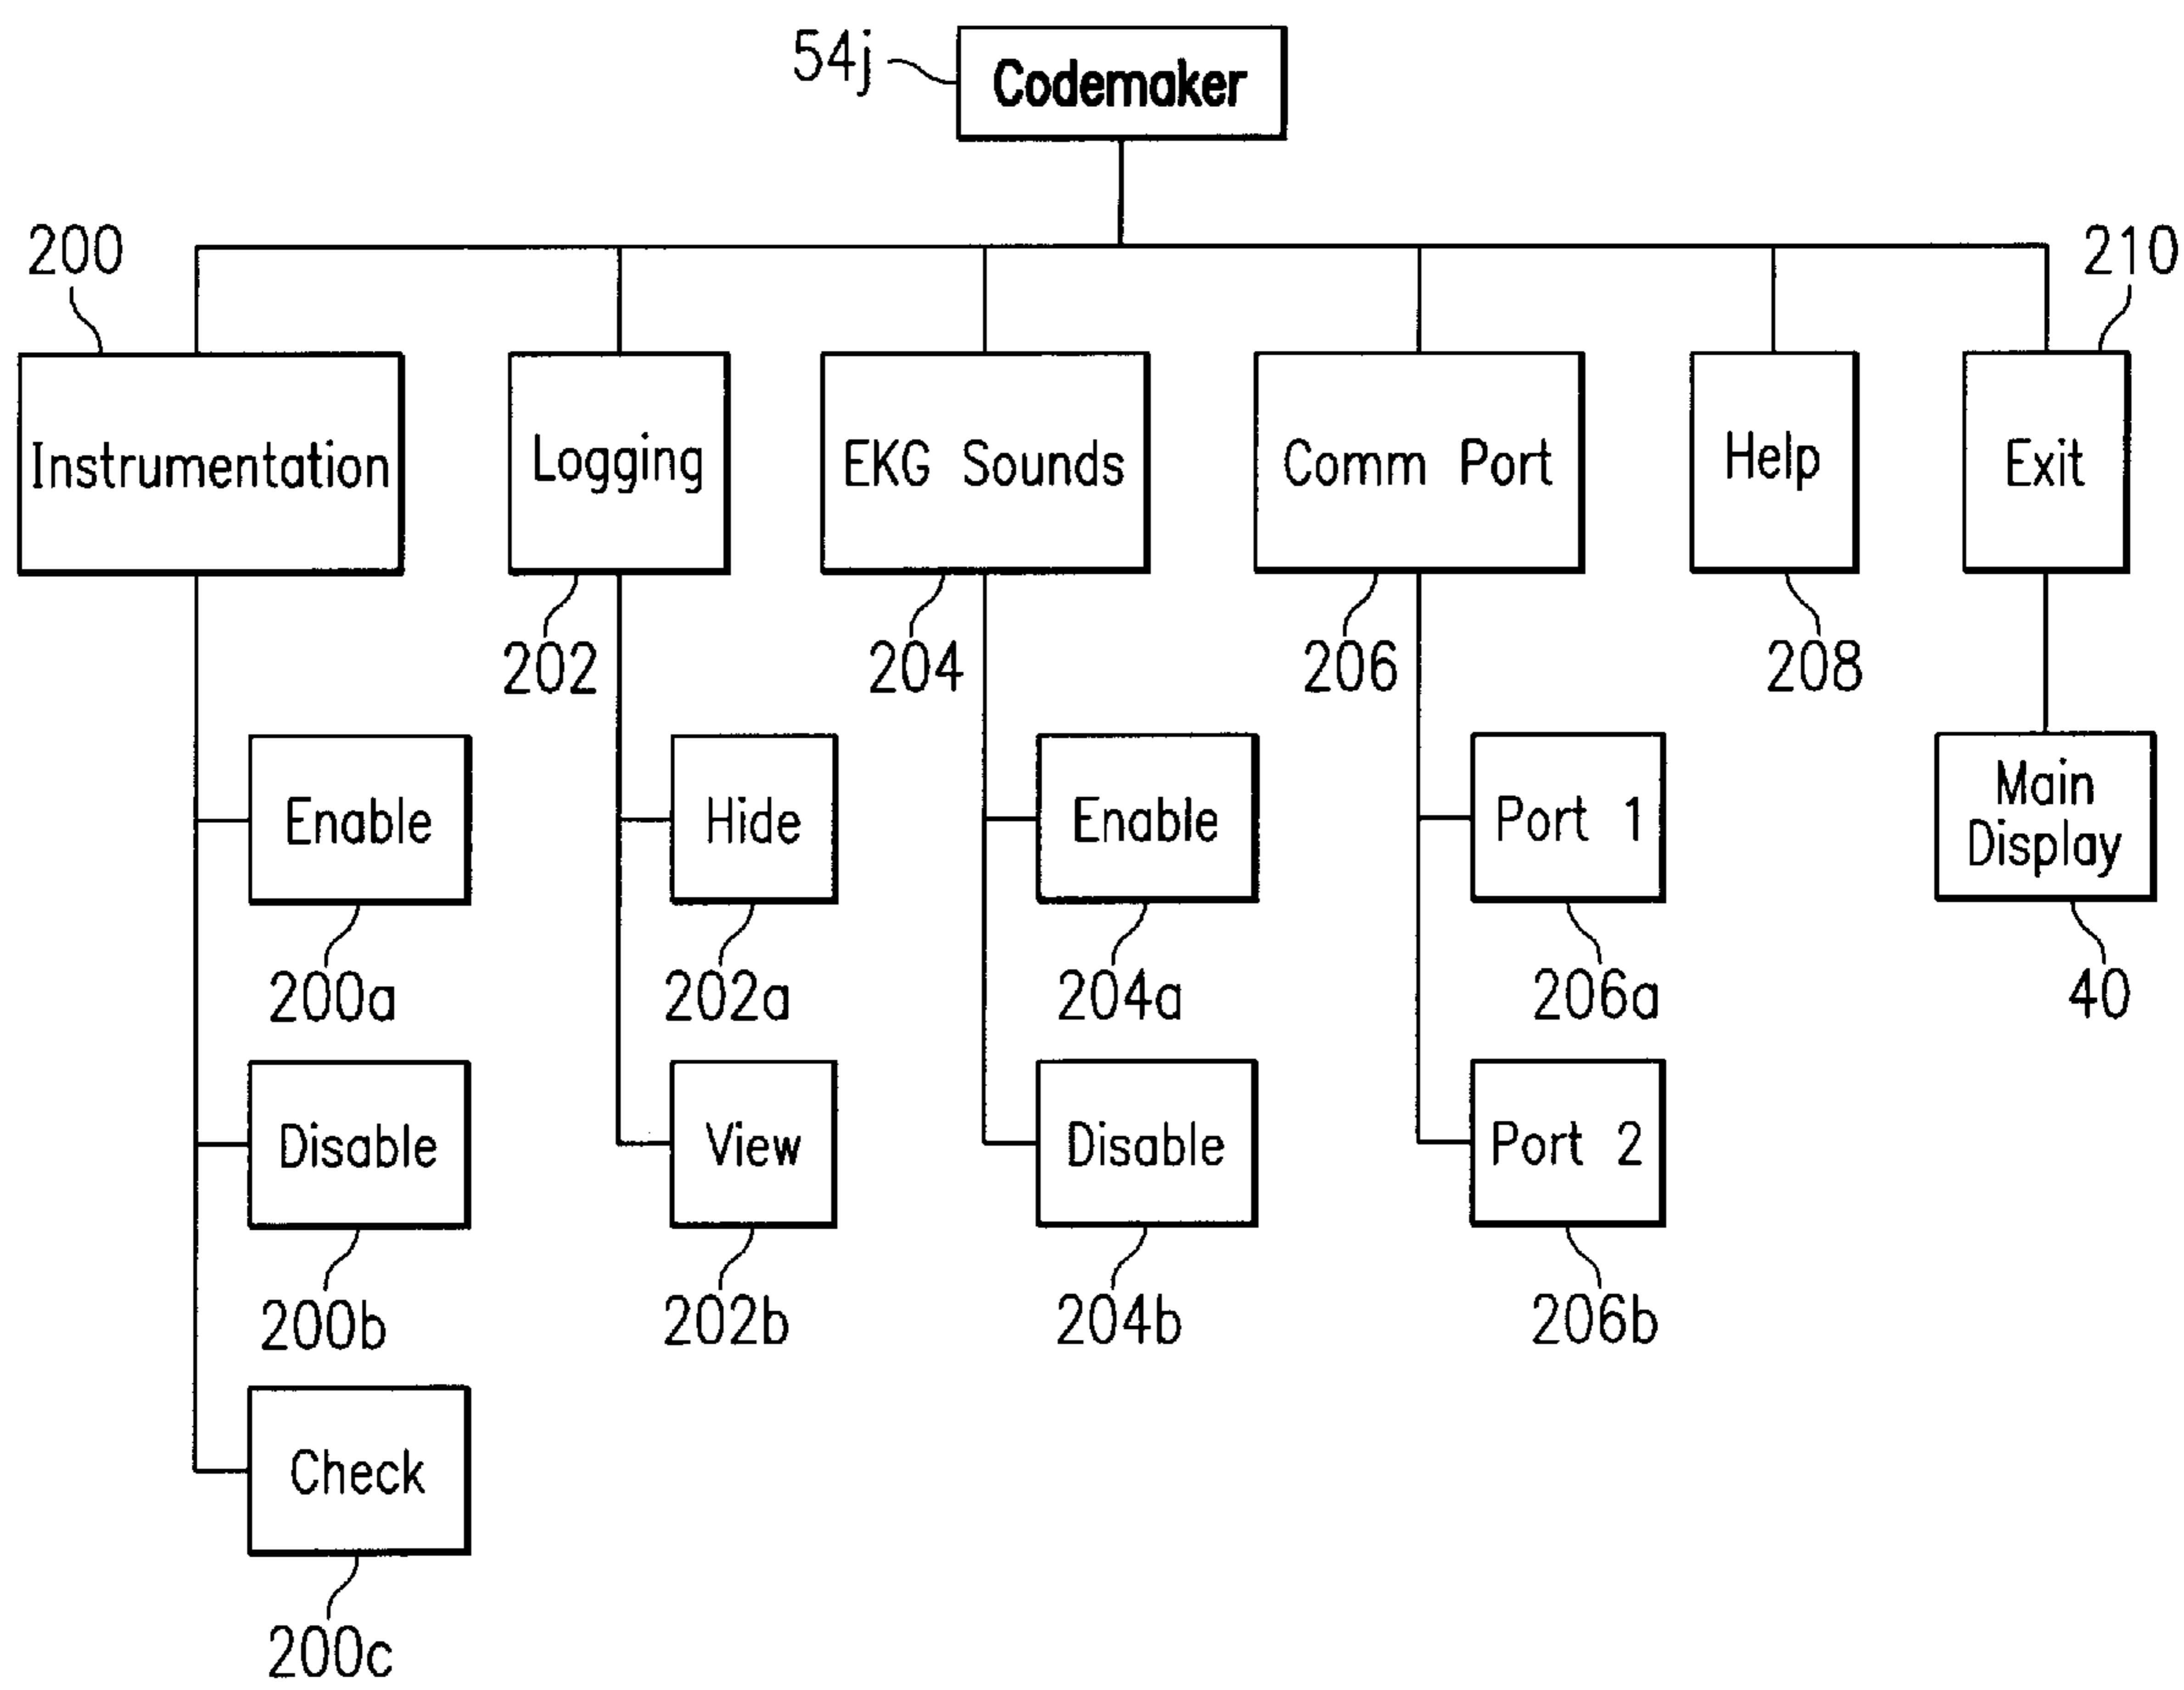 54j
Codemaker
200
210
Instrumentation
Logging
EKG Sounds
Comm Port
Help
Exit
202
204
206
208
Enable
Hide
Enable
Port 1
Main
Display
200a
202a
204a
206a
40
Disable
View
Disable
Port 2
200b
202b
204b
206b
Check
200c